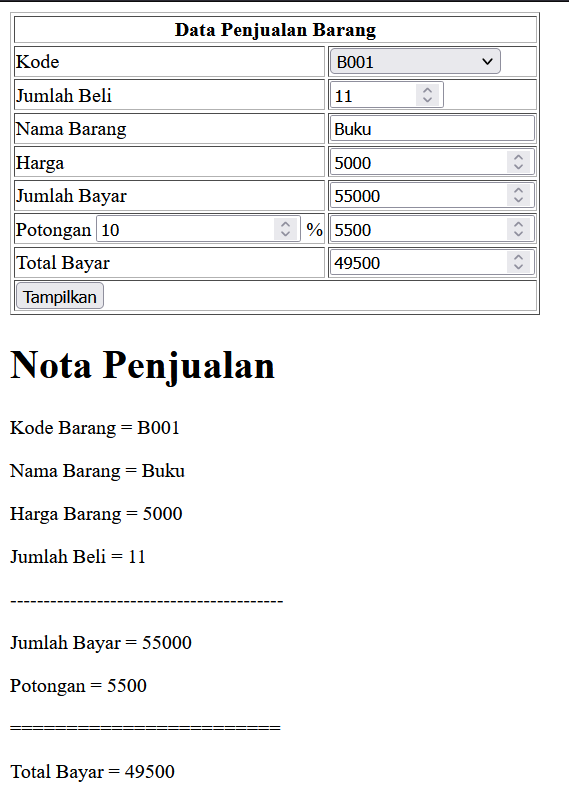 Data Penjualan Barang
Kode B001
Jumlah Beli 11
Nama Barang Buku
Harga 5000
Jumlah Bayar 55000
Potongan 10 % 5500
Total Bayar 49500
Tampilkan
Nota Penjualan
Kode Barang = B001
Nama Barang = Buku
Harga Barang = 5000
Jumlah Beli = 11
-----------------------------------------
Jumlah Bayar = 55000
Potongan = 5500
========================
Total Bayar = 49500